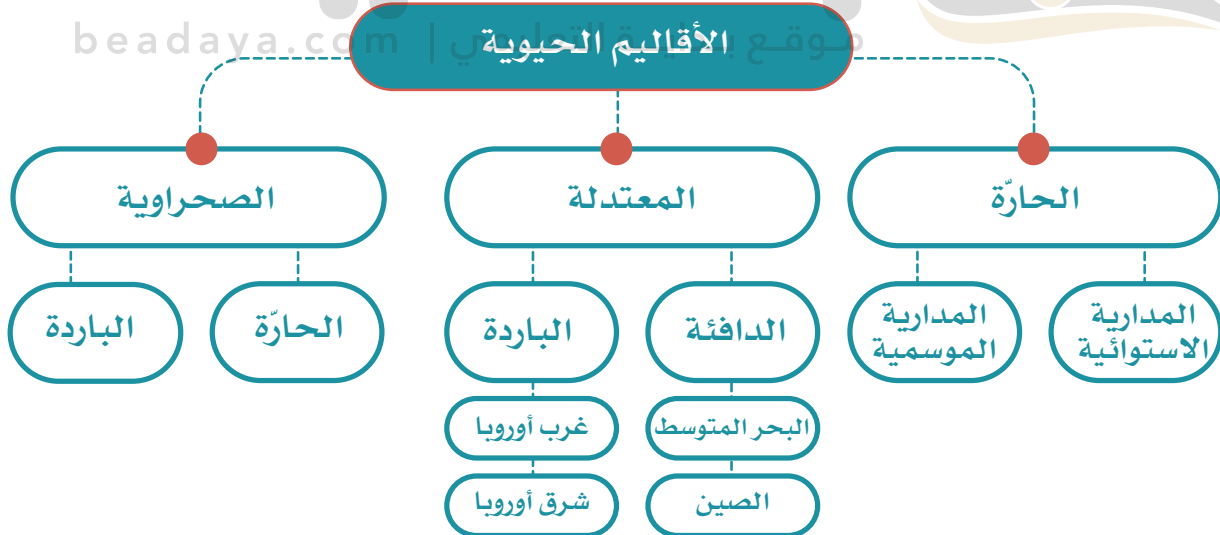 beadaya.com | موقع بداية التعليمي
الأقاليم الحيوية
الحارّة
المعتدلة
الصحراوية
المدارية
الاستوائية
المدارية
الموسمية
الدافئة
الباردة
الحارّة
الباردة
البحر المتوسط
غرب أوروبا
الصين
شرق أوروبا